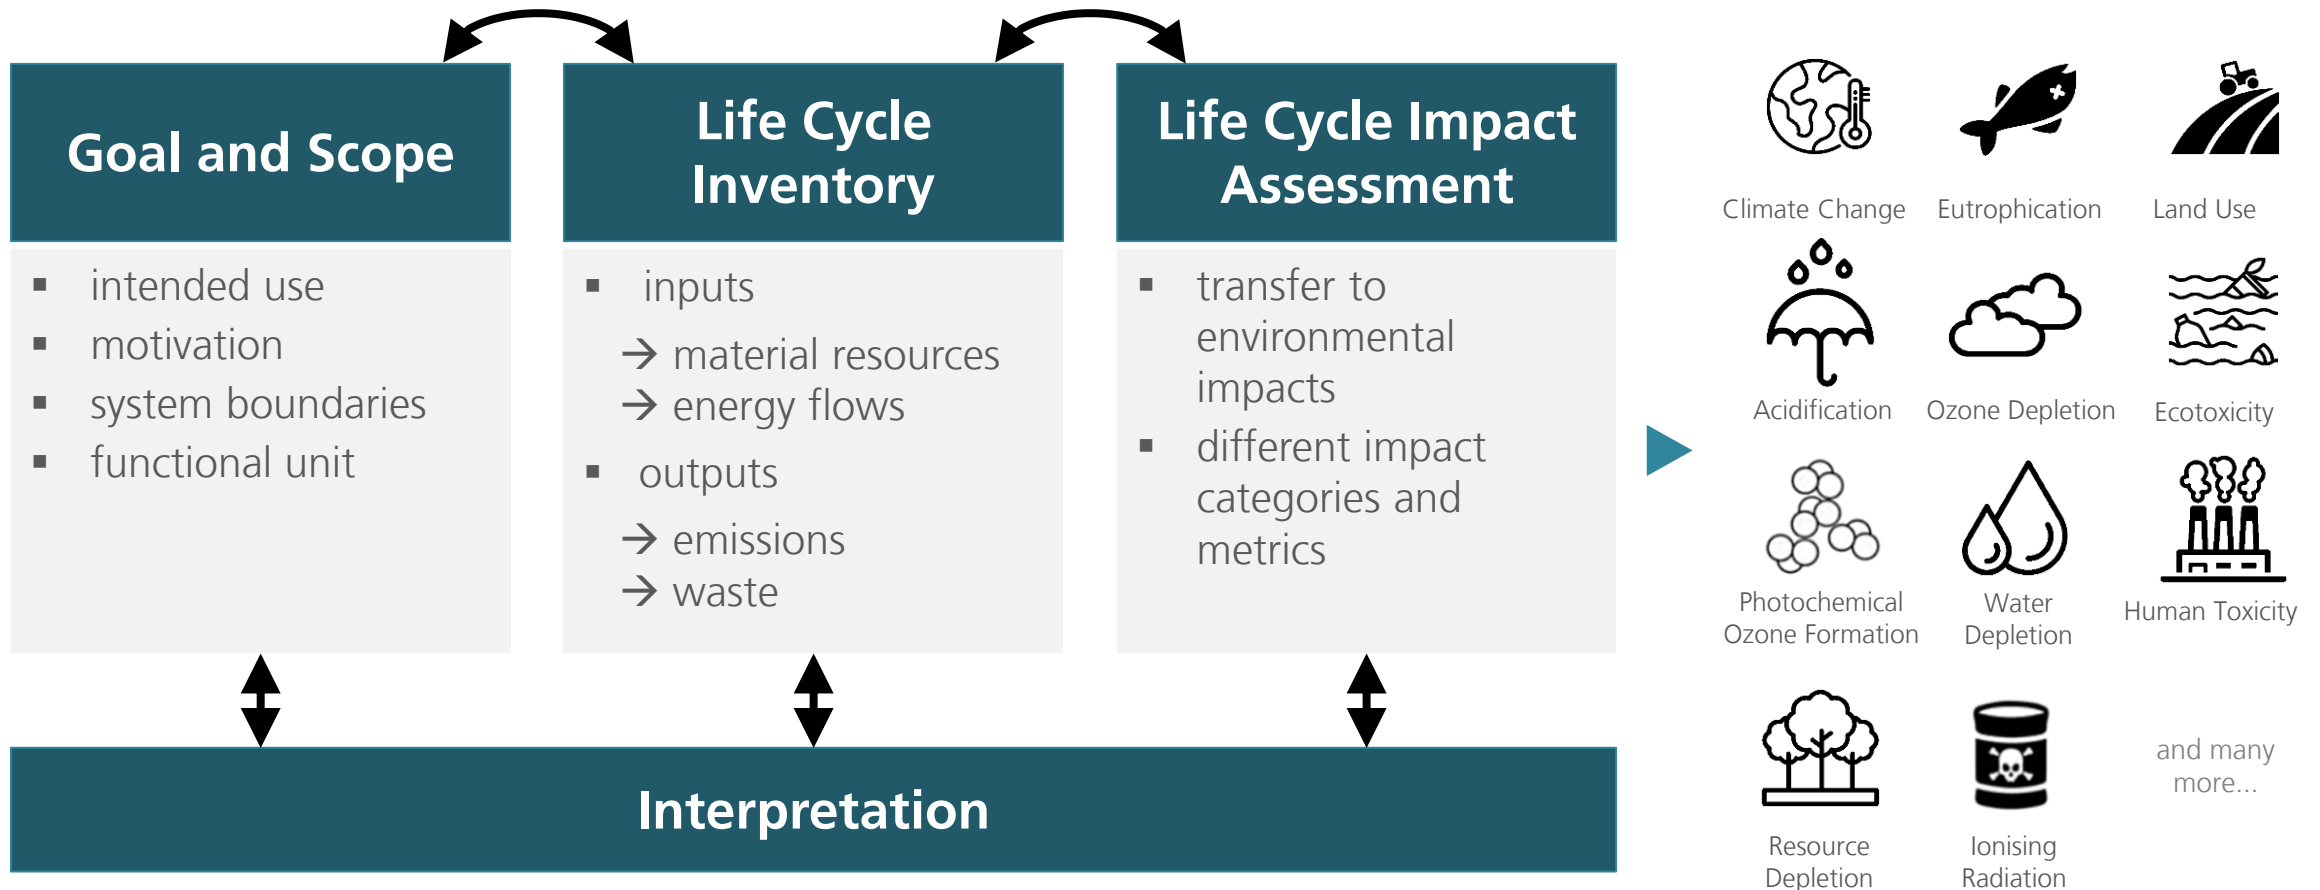 Goal and Scope
intended use
motivation
system boundaries
functional unit
Life Cycle
Inventory
inputs
→ material resources
→ energy flows
outputs
→ emissions
→ waste
Life Cycle Impact
Assessment
transfer to
environmental
impacts
different impact
categories and
metrics
Interpretation
Climate Change
Eutrophication
Land Use
Acidification
Ozone Depletion
Ecotoxicity
Photochemical
Ozone Formation
Water
Depletion
Human Toxicity
Resource
Depletion
Ionising
Radiation
and many
more...